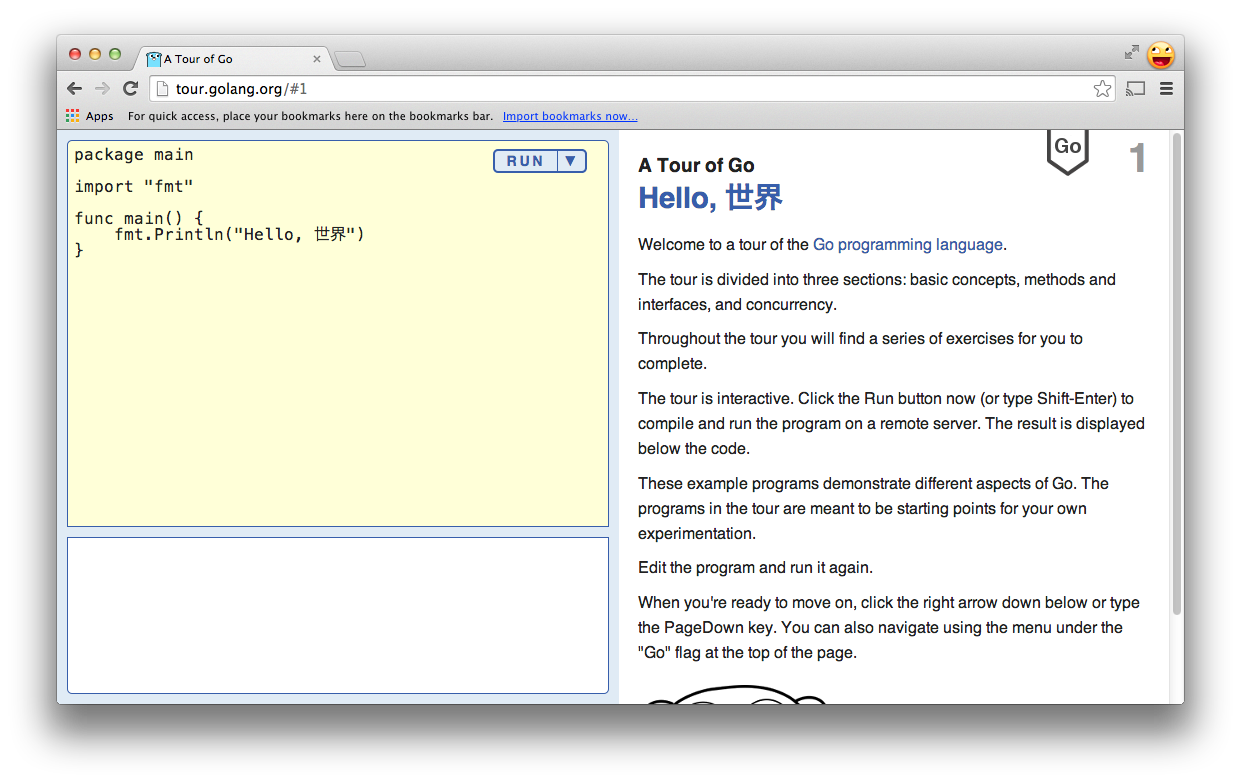 A Tour of Go
tour.golang.org/#1
Apps For quick access, place your bookmarks here on the bookmarks bar. Import bookmarks now...
package main
RUN
import "fmt"
func main() {
    fmt.Println("Hello, 世界")
}
Go
1
A Tour of Go
Hello, 世界
Welcome to a tour of the Go programming language.
The tour is divided into three sections: basic concepts, methods and
interfaces, and concurrency.
Throughout the tour you will find a series of exercises for you to
complete.
The tour is interactive. Click the Run button now (or type Shift-Enter) to
compile and run the program on a remote server. The result is displayed
below the code.
These example programs demonstrate different aspects of Go. The
programs in the tour are meant to be starting points for your own
experimentation.
Edit the program and run it again.
When you're ready to move on, click the right arrow down below or type
the PageDown key. You can also navigate using the menu under the
"Go" flag at the top of the page.